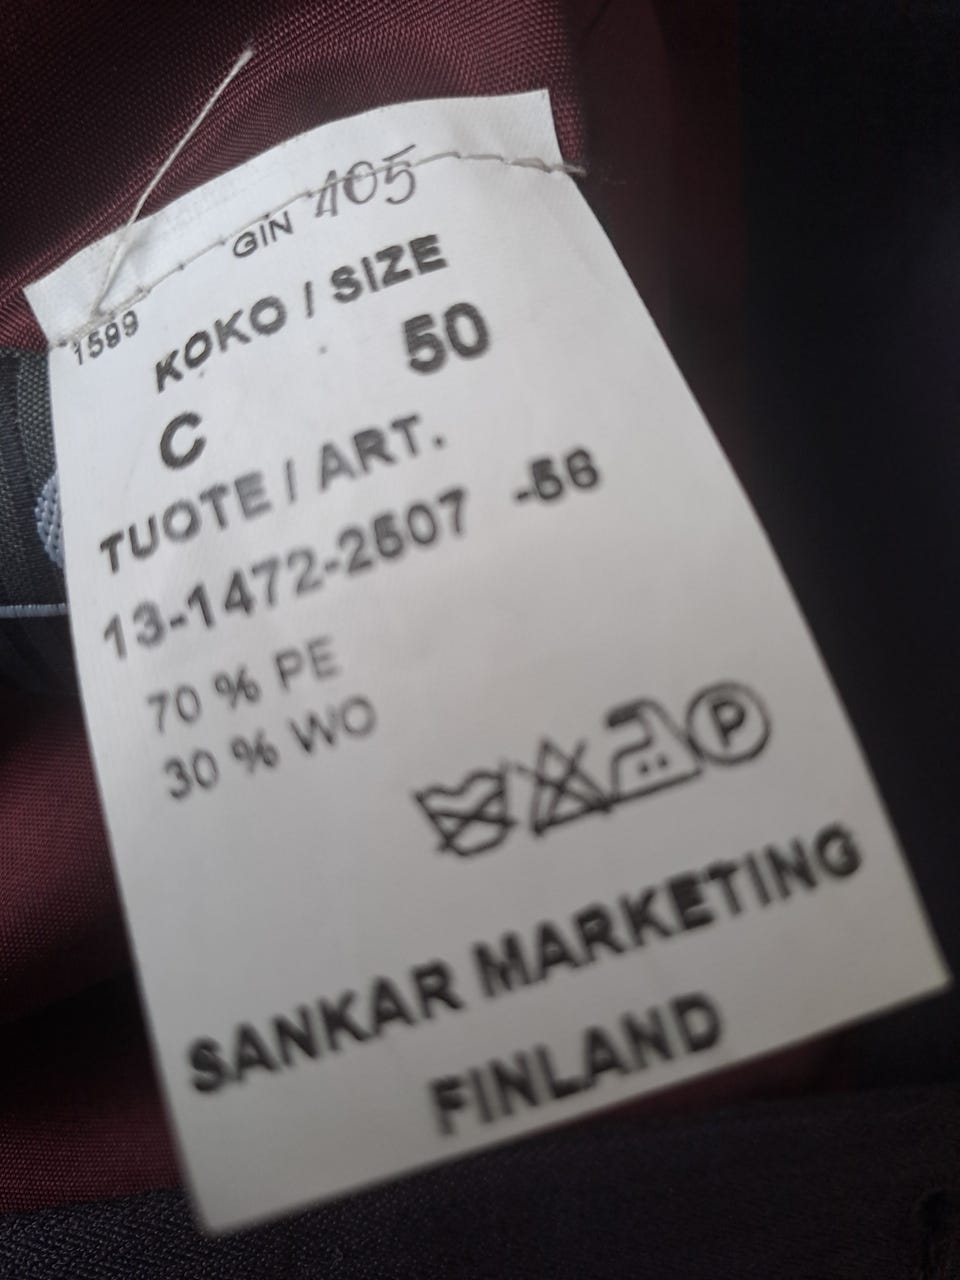 GIN 405
1599
KOKO / SIZE
C 50
TUOTE / ART.
13-1472-2507 -56
70 % PE
30 % WO
P
SANKAR MARKETING
FINLAND